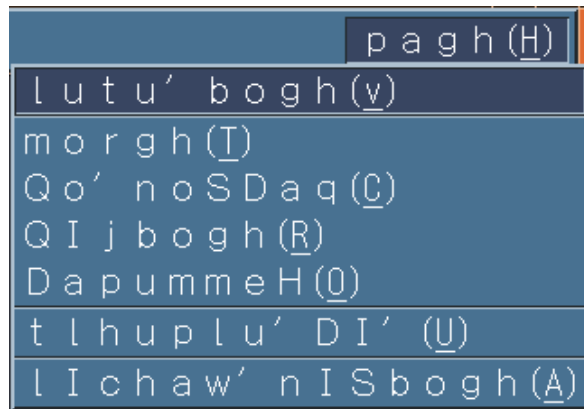 pagh(H)
lutu' bogh(v)
morgh(T)
Qo' noSDaq(C)
QIjbogh(R)
DapummeH(O)
tlhuplu' DI' (U)
lIchaw' nISbogh(A)